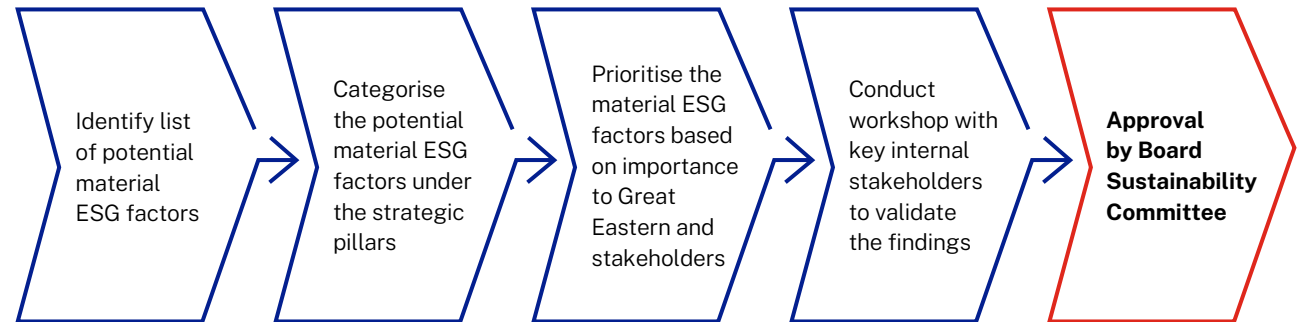 Identify list
of potential
material
ESG factors
Categorise
the potential
material ESG
factors under
the strategic
pillars
Prioritise the
material ESG
factors based
on importance
to Great
Eastern and
stakeholders
Conduct
workshop with
key internal
stakeholders
to validate
the findings
Approval
by Board
Sustainability
Committee